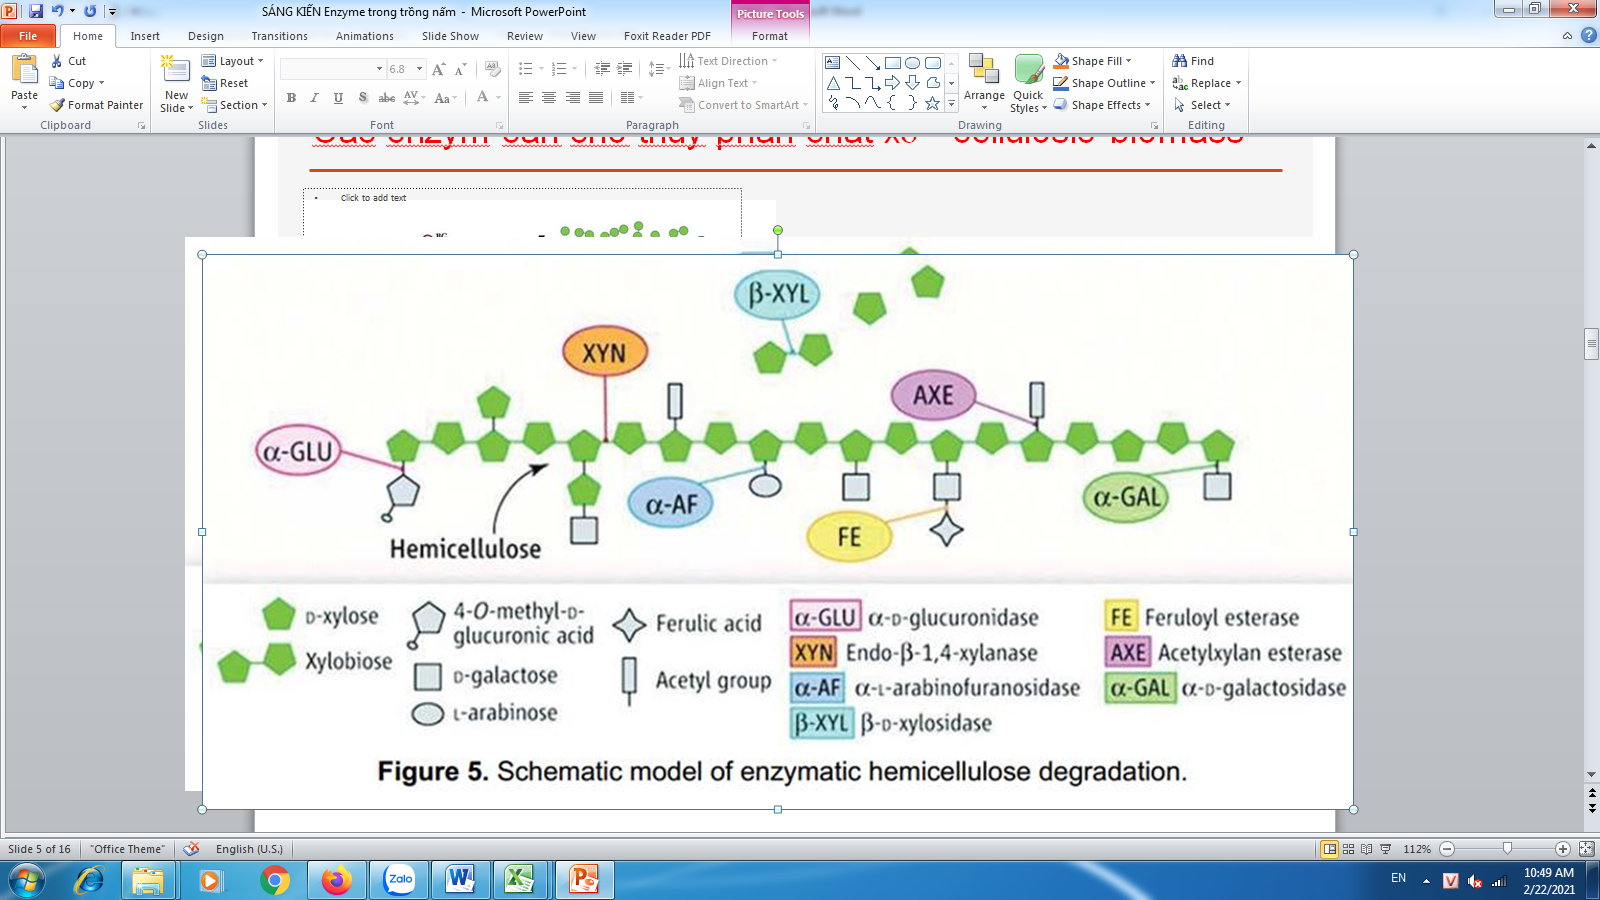 SÁNG KIẾN Enzyme trong trồng nấm - Microsoft PowerPoint
Picture Tools
File Home Insert Design Transitions Animations Slide Show Review View Foxit Reader PDF Format
Paste
Cut
Copy
Format Painter
Clipboard
New Slide
Layout
Reset
Section
Slides
6.8
Font
Text Direction
Align Text
Convert to SmartArt
Paragraph
Arrange
Quick Styles
Shape Fill
Shape Outline
Shape Effects
Drawing
Find
Replace
Select
Editing
• Click to add text
β-XYL
XYN
AXE
α-GLU
α-AF
α-GAL
FE
Hemicellulose
D-xylose
Xylobiose
4-O-methyl-D-
glucuronic acid
D-galactose
L-arabinose
Ferulic acid
Acetyl group
α-GLU α-D-glucuronidase
XYN Endo-β-1,4-xylanase
α-AF α-L-arabinofuranosidase
β-XYL β-D-xylosidase
FE Feruloyl esterase
AXE Acetylxylan esterase
α-GAL α-D-galactosidase
Figure 5. Schematic model of enzymatic hemicellulose degradation.
Slide 5 of 16 "Office Theme" English (U.S.) 112%
Zalo
EN
10:49 AM
2/22/2021